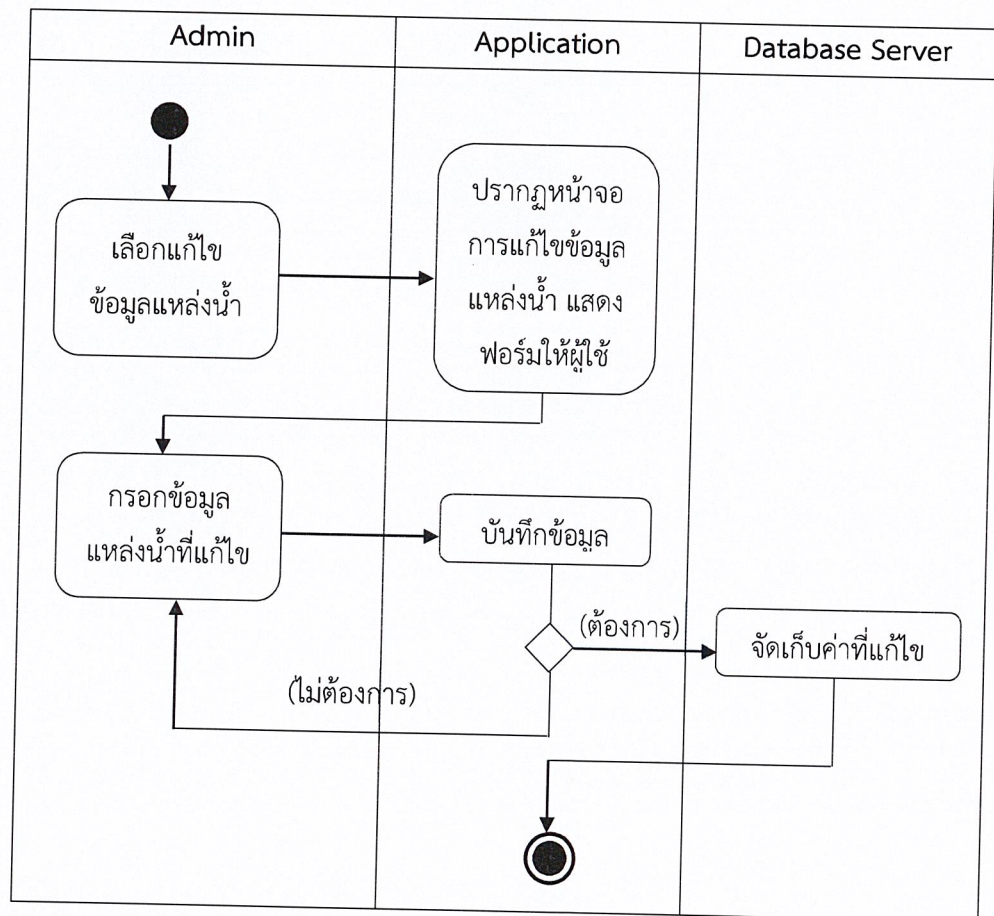 Admin
Application
Database Server
เลือกแก้ไข
ข้อมูลแหล่งน้ำ
ปรากฏหน้าจอ
การแก้ไขข้อมูล
แหล่งน้ำ แสดง
ฟอร์มให้ผู้ใช้
กรอกข้อมูล
แหล่งน้ำที่แก้ไข
บันทึกข้อมูล
(ต้องการ)
จัดเก็บค่าที่แก้ไข
(ไม่ต้องการ)